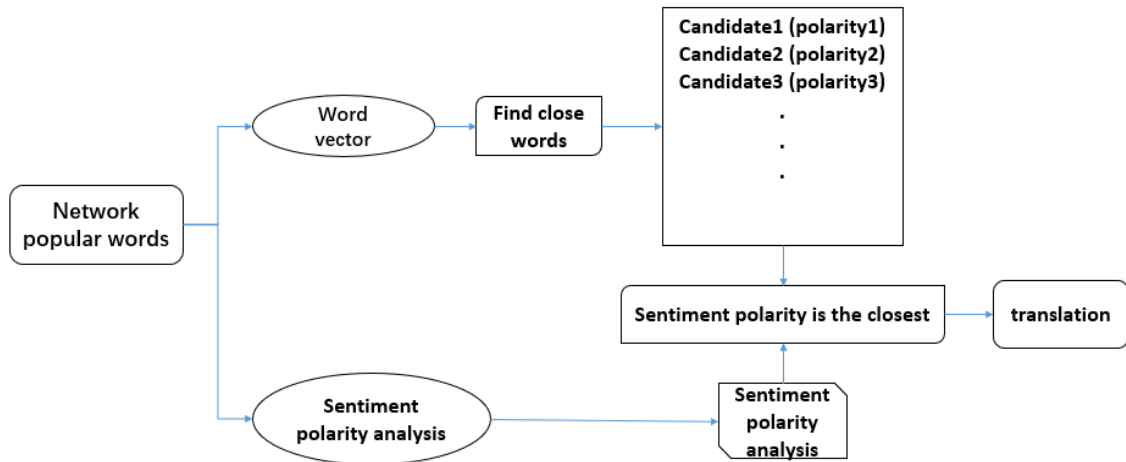 Network
popular words
Word
vector
Find close
words
Candidate1 (polarity1)
Candidate2 (polarity2)
Candidate3 (polarity3)
.
.
.
Sentiment polarity is the closest
translation
Sentiment
polarity analysis
Sentiment
polarity
analysis